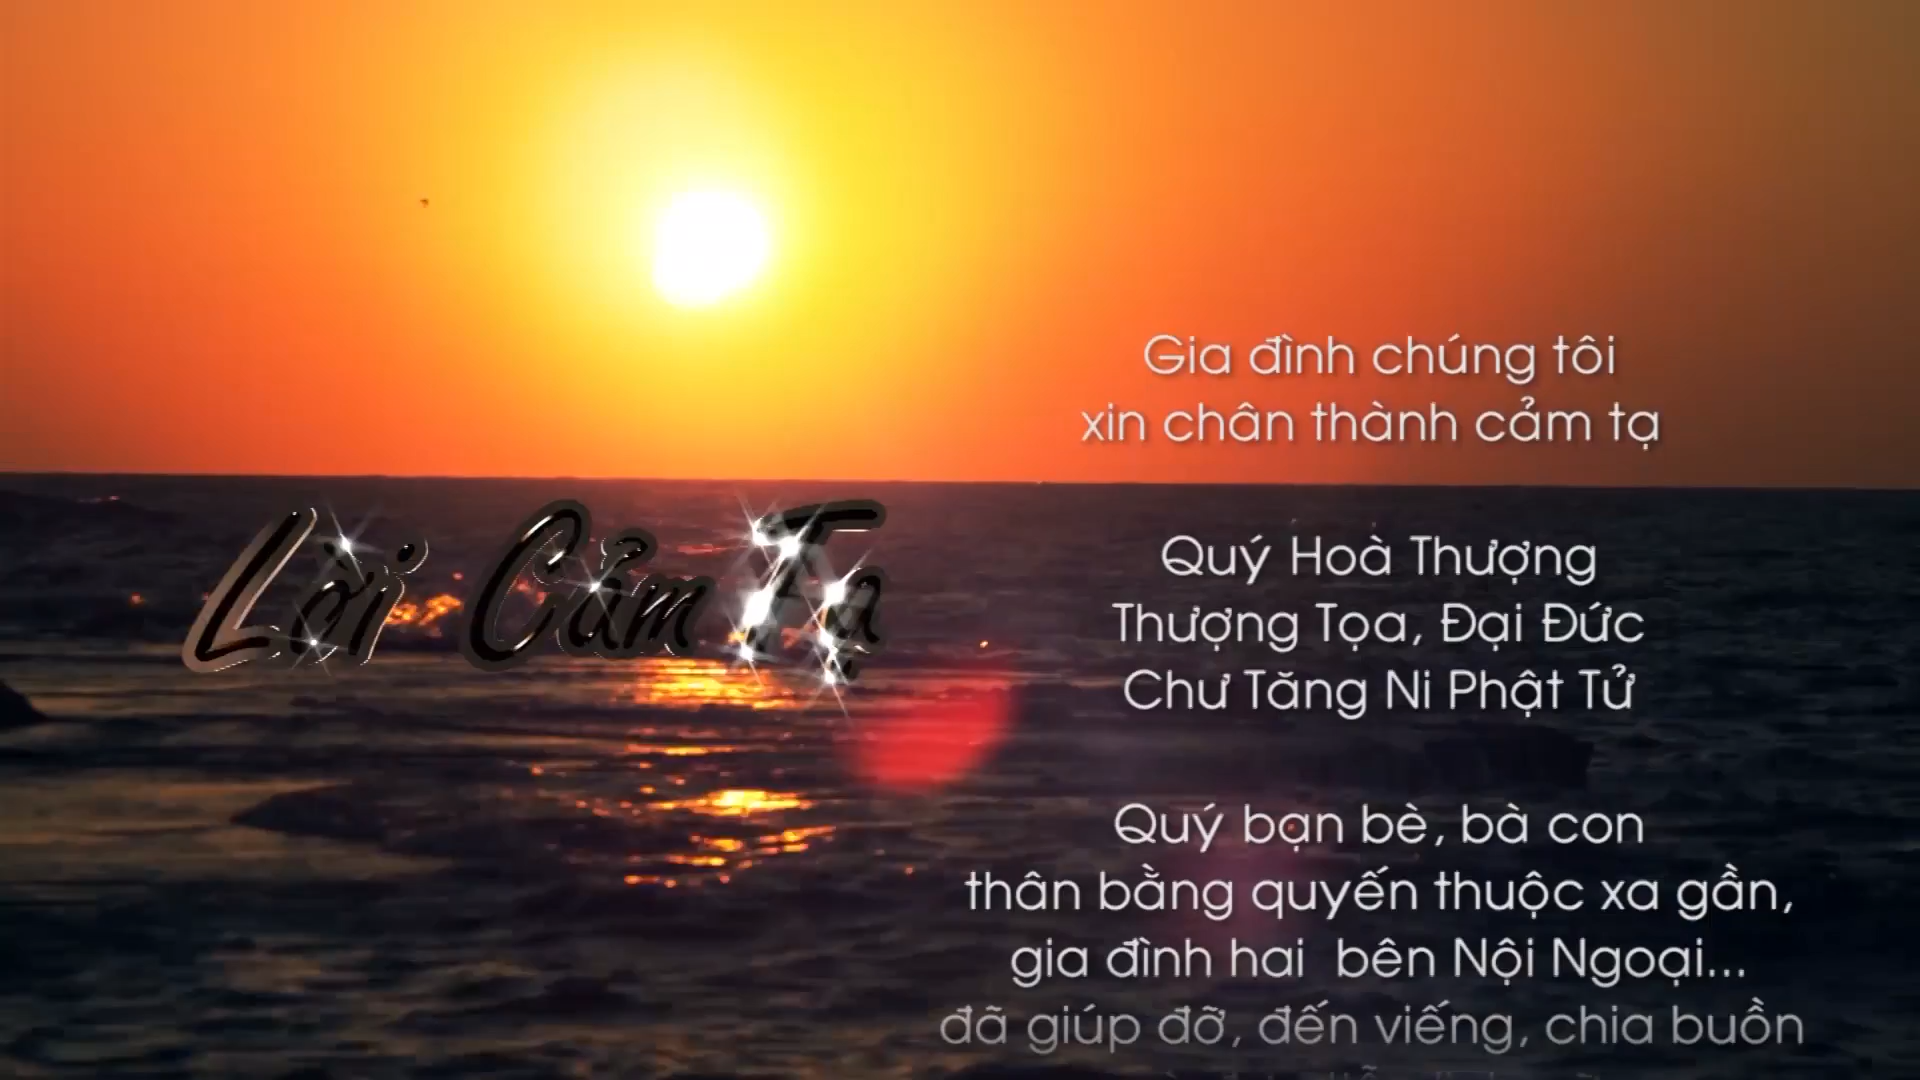 Lời Cảm Tạ
Gia đình chúng tôi
xin chân thành cảm tạ
Quý Hoà Thượng
Thượng Tọa, Đại Đức
Chư Tăng Ni Phật Tử
Quý bạn bè, bà con
thân bằng quyến thuộc xa gần,
gia đình hai bên Nội Ngoại...
đã giúp đỡ, đến viếng, chia buồn